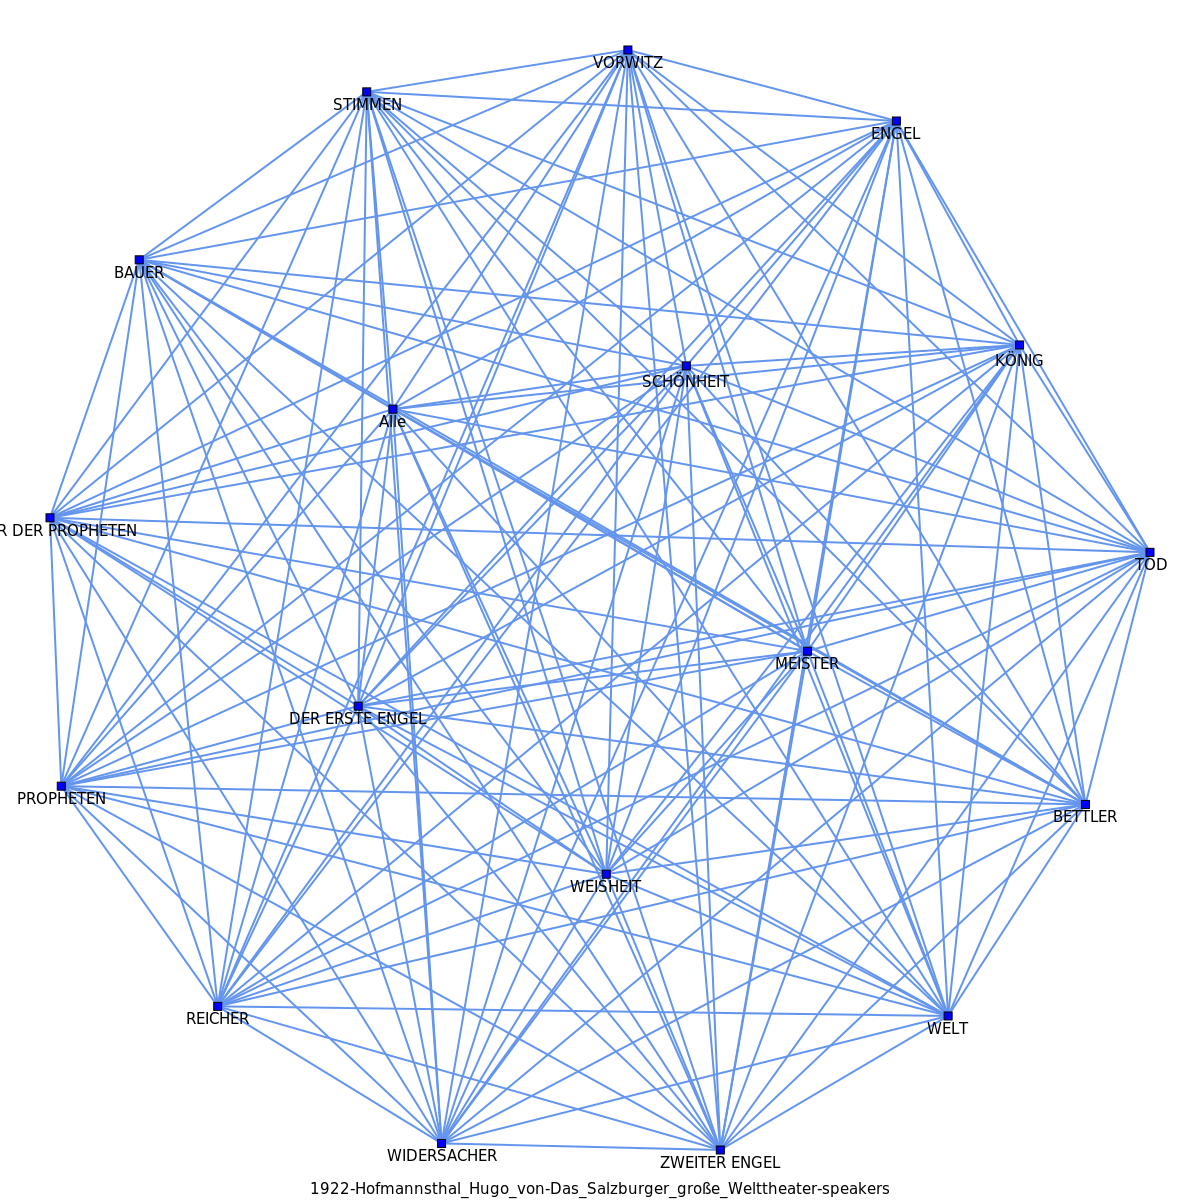 VORWITZ
STIMMEN
ENGEL
BAUER
KÖNIG
SCHÖNHEIT
Alle
R DER PROPHETEN
TOD
MEISTER
DER ERSTE ENGEL
PROPHETEN
BETTLER
WEISHEIT
REICHER
WELT
WIDERSACHER
ZWEITER ENGEL
1922-Hofmannsthal_Hugo_von-Das_Salzburger_große_Welttheater-speakers